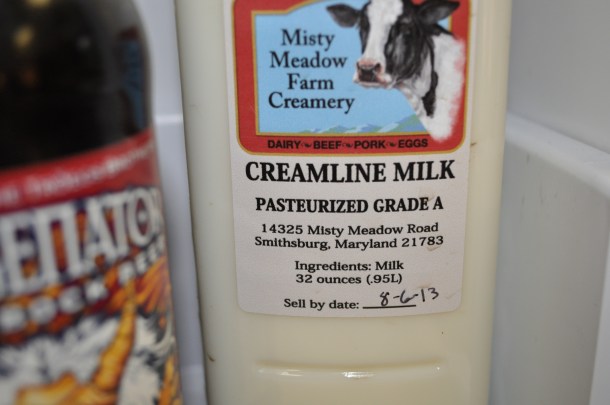 Misty
Meadow
Farm
Creamery
DAIRY BEEF PORK EGGS
CREAMLINE MILK
PASTEURIZED GRADE A
14325 Misty Meadow Road
Smithsburg, Maryland 21783
Ingredients: Milk
32 ounces (.95L)
Sell by date: 8-6-13